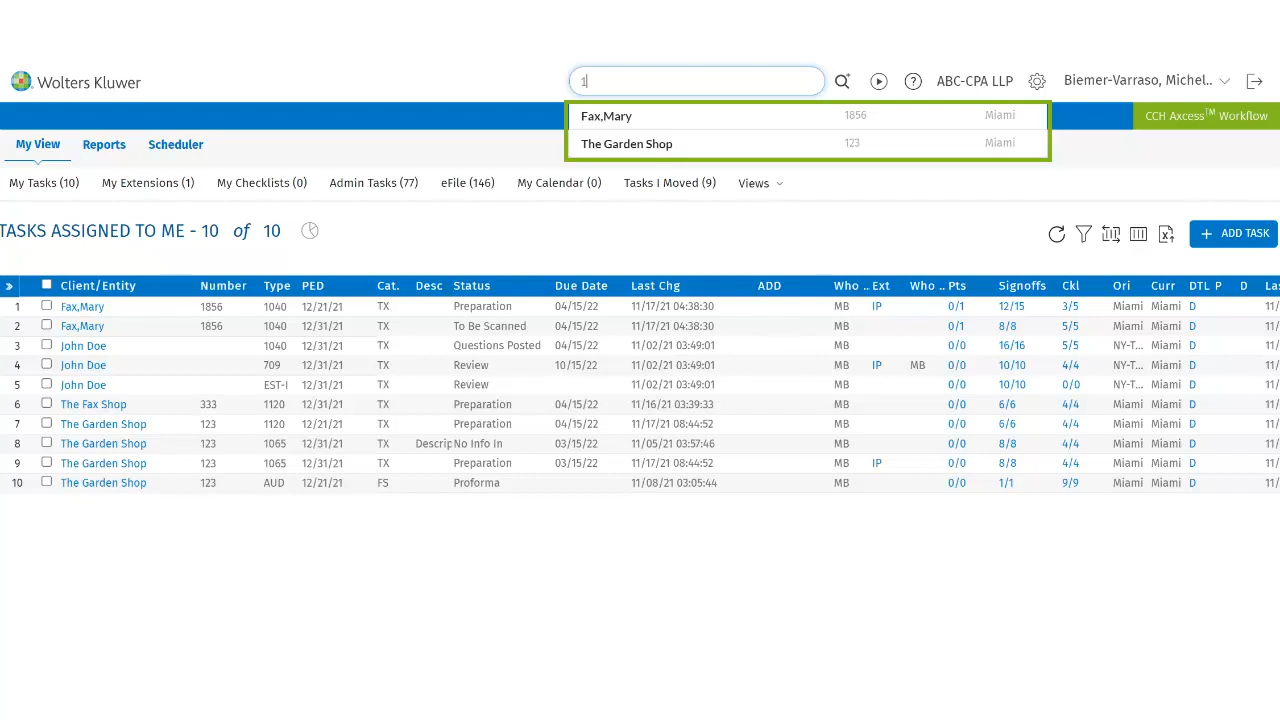 Wolters Kluwer
1
ABC-CPA LLP
Biemer-Varraso, Michel..
Fax,Mary 1856 Miami
The Garden Shop 123 Miami
CCH Axcess™ Workflow
My View Reports Scheduler
My Tasks (10) My Extensions (1) My Checklists (0) Admin Tasks (77) eFile (146) My Calendar (0) Tasks I Moved (9) Views
TASKS ASSIGNED TO ME - 10 of 10
+ ADD TASK
» Client/Entity Number Type PED Cat. Desc Status Due Date Last Chg ADD Who .. Ext Who .. Pts Signoffs Ckl Ori Curr DTL P D Las
1 Fax,Mary 1856 1040 12/21/21 TX Preparation 04/15/22 11/17/21 04:38:30 MB IP 0/1 12/15 3/5 Miami Miami D 11/
2 Fax,Mary 1856 1040 12/31/21 TX To Be Scanned 04/15/22 11/17/21 04:38:30 MB 0/1 8/8 5/5 Miami Miami D 11/
3 John Doe 1040 12/31/21 TX Questions Posted 04/15/22 11/02/21 03:49:01 MB 0/0 16/16 5/5 NY-T... Miami D 11/
4 John Doe 709 12/31/21 TX Review 10/15/22 11/02/21 03:49:01 MB IP MB 0/0 10/10 4/4 NY-T... Miami D 11/
5 John Doe EST-I 12/31/21 TX Review 11/02/21 03:49:01 MB 0/0 10/10 0/0 NY-T... Miami D 11/
6 The Fax Shop 333 1120 12/31/21 TX Preparation 04/15/22 11/16/21 03:39:33 MB 0/0 6/6 4/4 Miami Miami D 11/
7 The Garden Shop 123 1120 12/21/21 TX Preparation 04/15/22 11/17/21 08:44:52 MB 0/0 6/6 4/4 Miami Miami D 11/
8 The Garden Shop 123 1065 12/31/21 TX Descrip No Info In 03/15/22 11/05/21 03:57:46 MB 0/0 8/8 4/4 Miami Miami D 11/
9 The Garden Shop 123 1065 12/31/21 TX Preparation 03/15/22 11/17/21 08:44:52 MB IP 0/0 8/8 4/4 Miami Miami D 11/
10 The Garden Shop 123 AUD 12/21/21 FS Proforma 11/08/21 03:05:44 MB 0/0 1/1 9/9 Miami Miami D 11/